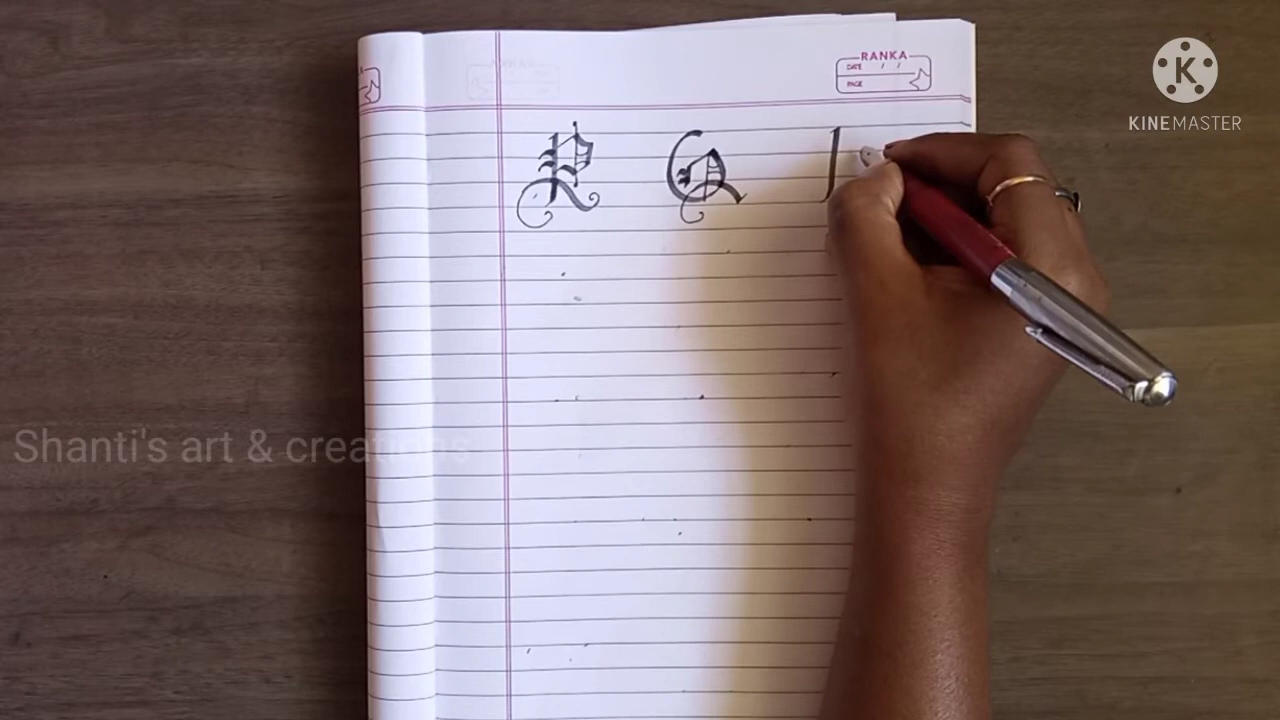 RANKA
DATE / /
PAGE
K
KINEMASTER
R Q
Shanti's art & creations